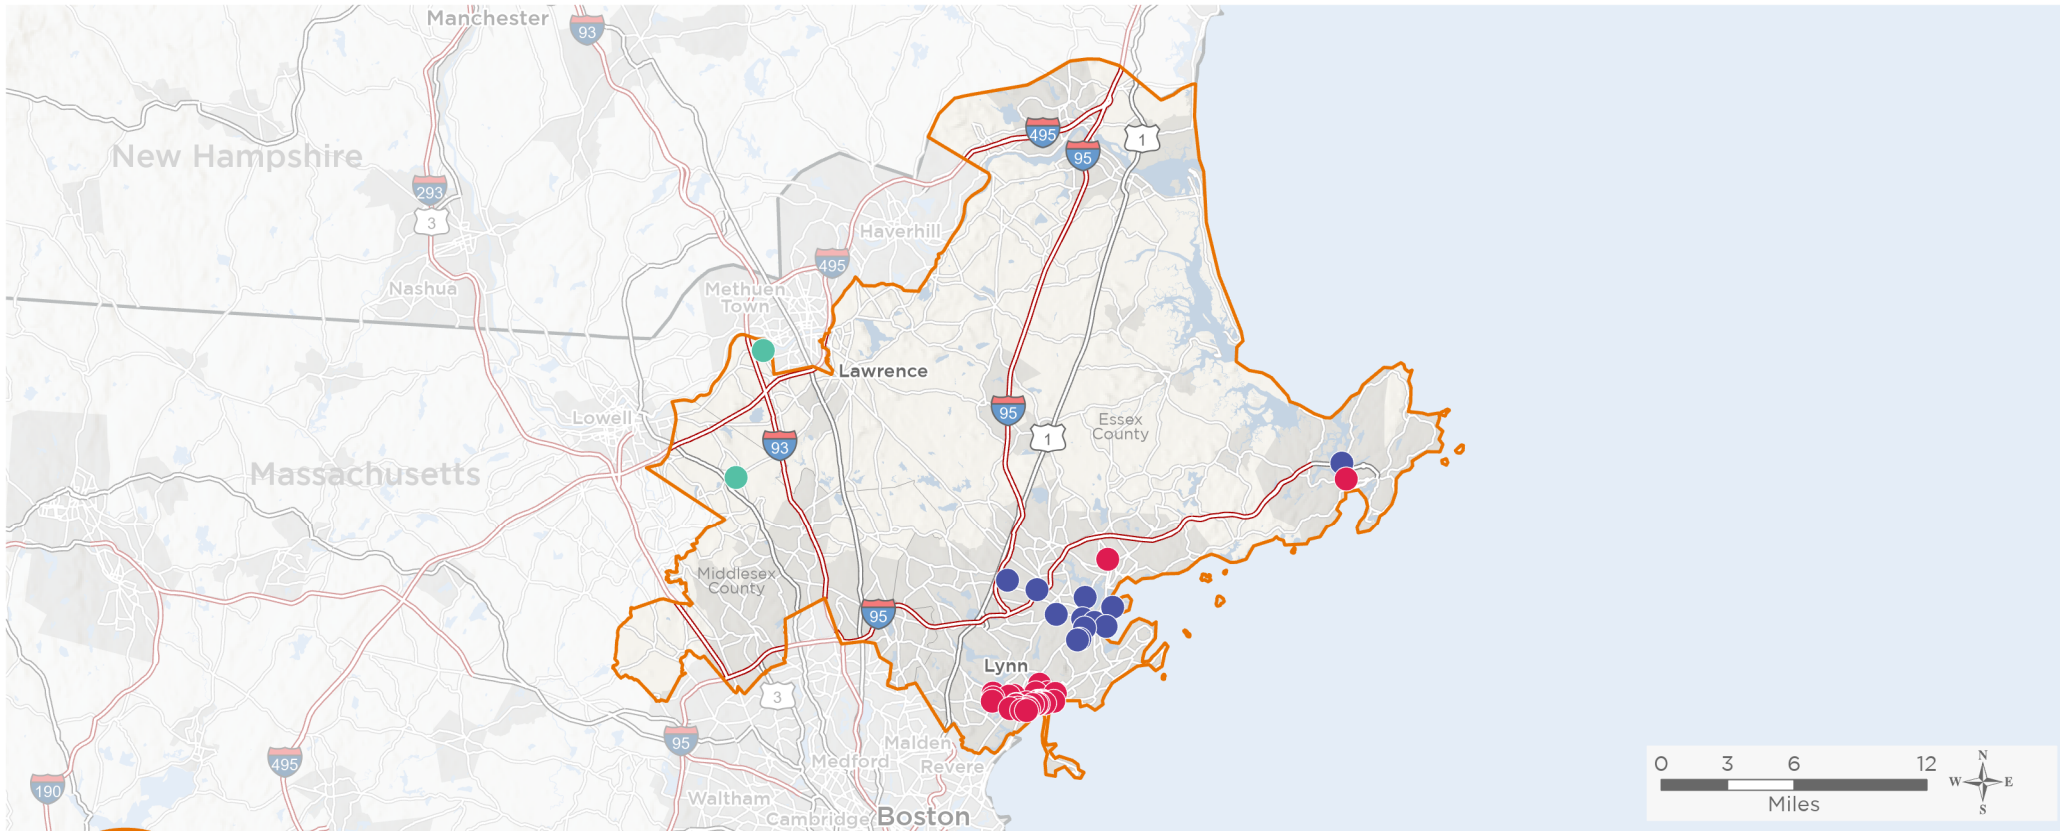 Manchester
93
495
1
95
New Hampshire
293
3
Haverhill
495
Nashua
Methuen
Town
Lawrence
95
Lowell
Essex
County
1
93
Massachusetts
Middlesex
County
95
Lynn
3
95
Malden
495
Medford
Revere
190
Waltham
Cambridge
Boston
0 3 6 12
Miles
N
W E
S